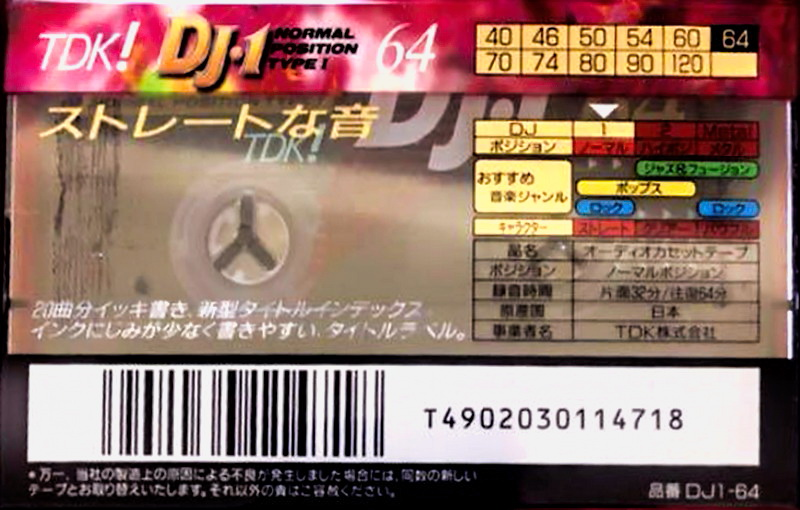 TDK! DJ・1 NORMAL POSITION TYPE I 64
40 46 50 54 60 64
70 74 80 90 120
ストレートな音
TDK!
DJ 1 2 Metal
ポジション ノーマル ハイポジ メタル
おすすめ
音楽ジャンル
ジャズ&フュージョン
ポップス
ロック ロック
キャラクター ストレート クリアー パワフル
品名 オーディオカセットテープ
ポジション ノーマルポジション
録音時間 片面32分/往復64分
原産国 日本
事業者名 TDK株式会社
20曲分イッキ書き、新型タイトルインデックス
インクにじみが少なく書きやすい、タイトルラベル。
T4902030114718
*万一、当社の製造上の原因による不良が発生しました場合には、同数の新しい
テープとお取り替えいたします。それ以外の責はご容赦ください。
品番 DJ1-64